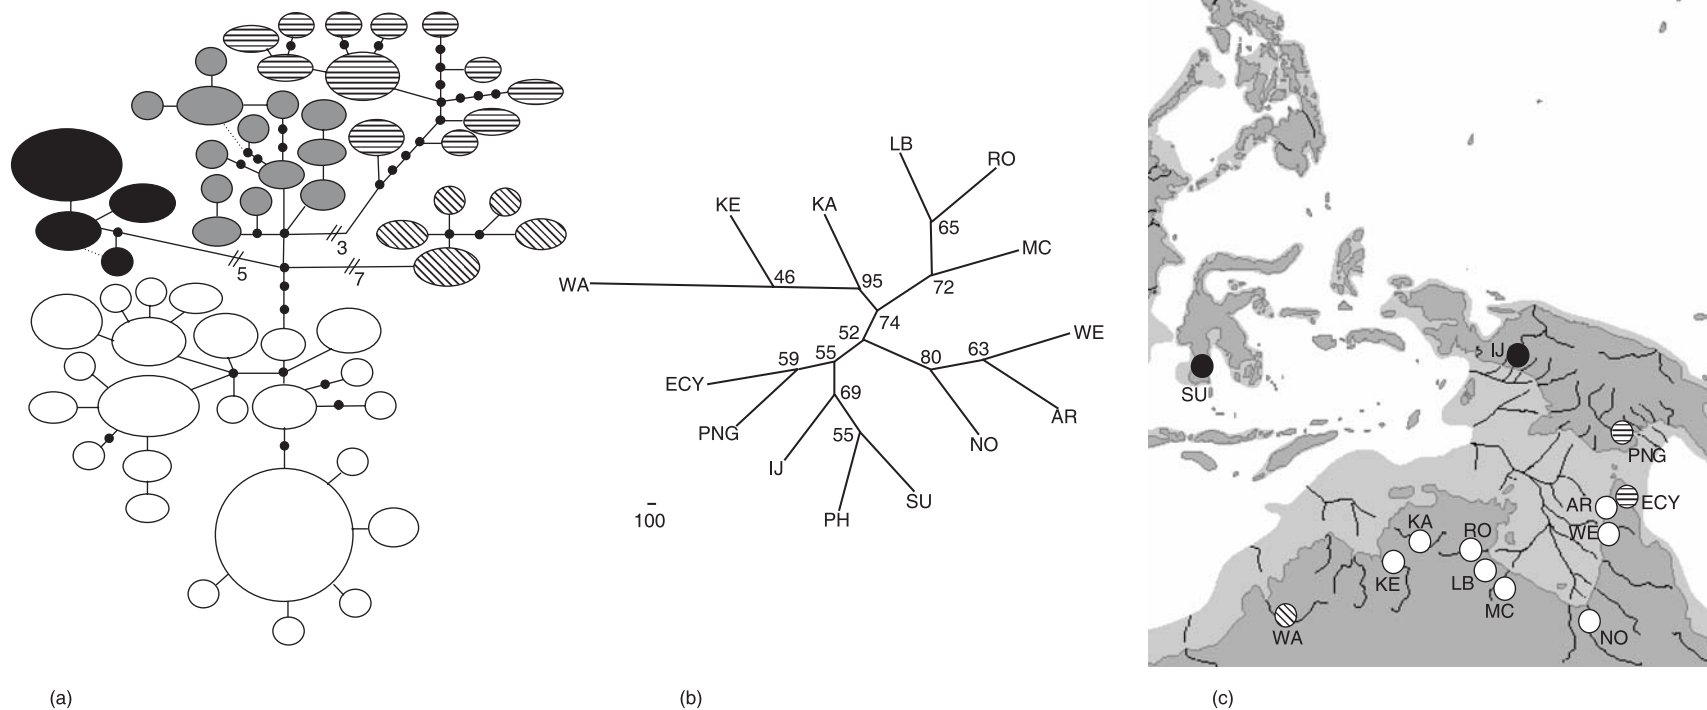 3
5
7
(a)
LB
RO
KE
KA
65
MC
WA
46
95
72
74
52
WE
59
55
80
63
ECY
69
AR
PNG
55
NO
IJ
SU
100
PH
(b)
IJ
SU
PNG
AR
ECY
KA
RO
WE
KE
LB
MC
WA
NO
(c)